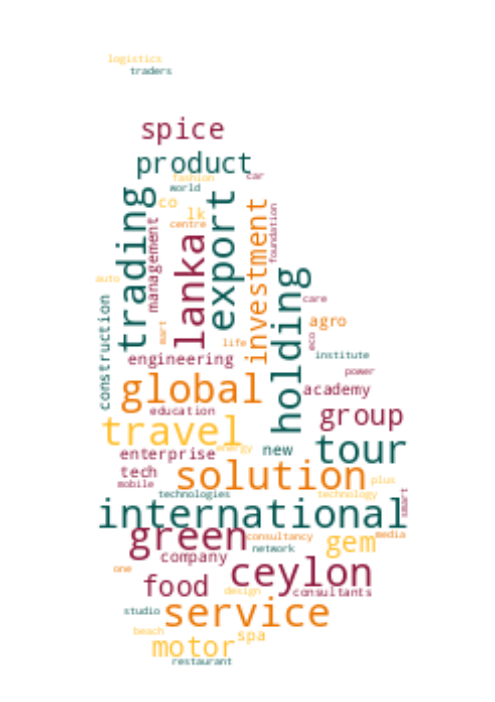 logistics
traders
spice
product
car
fashion
world
co
lk
centre
trading
management
lanka
export
investment
foundation
auto
holding
care
construction
mart
agro
life
eco
engineering
institute
power
global
academy
education
group
travel
energy
new
tour
enterprise
tech
solution
plus
mobile
technologies
technology
smart
international
green
consultancy
gem
media
network
company
one
ceylon
food
design
consultants
studio
service
beach
spa
motor
restaurant